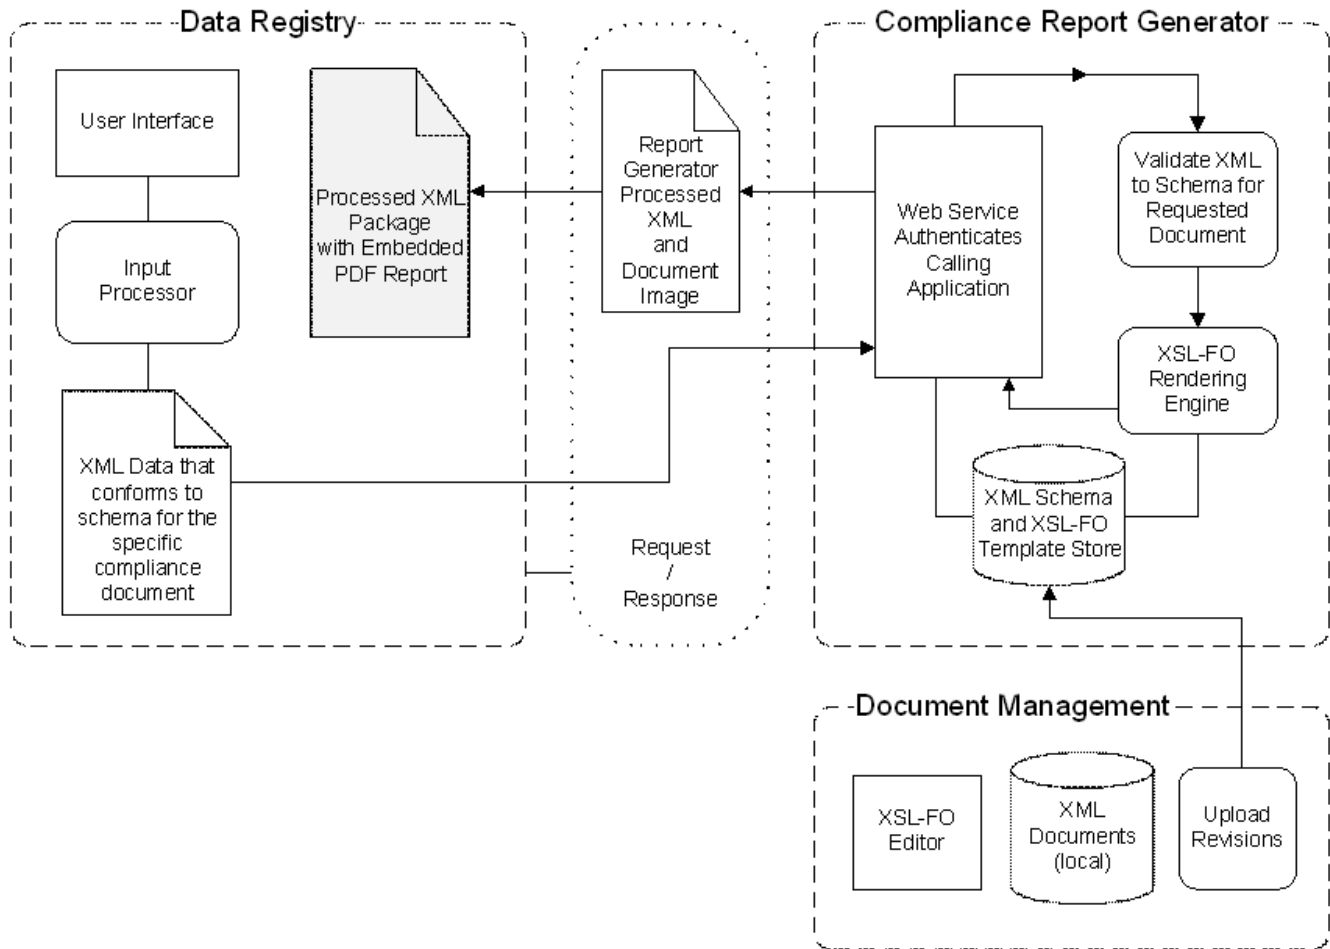 Data Registry
User Interface
Input
Processor
XML Data that
conforms to
schema for the
specific
compliance
document
Processed XML
Package
with Embedded
PDF Report
Report
Generator
Processed
XML
and
Document
Image
Request
/
Response
Compliance Report Generator
Web Service
Authenticates
Calling
Application
Validate XML
to Schema for
Requested
Document
XSL-FO
Rendering
Engine
XML Schema
and XSL-FO
Template Store
Document Management
XSL-FO
Editor
XML
Documents
(local)
Upload
Revisions